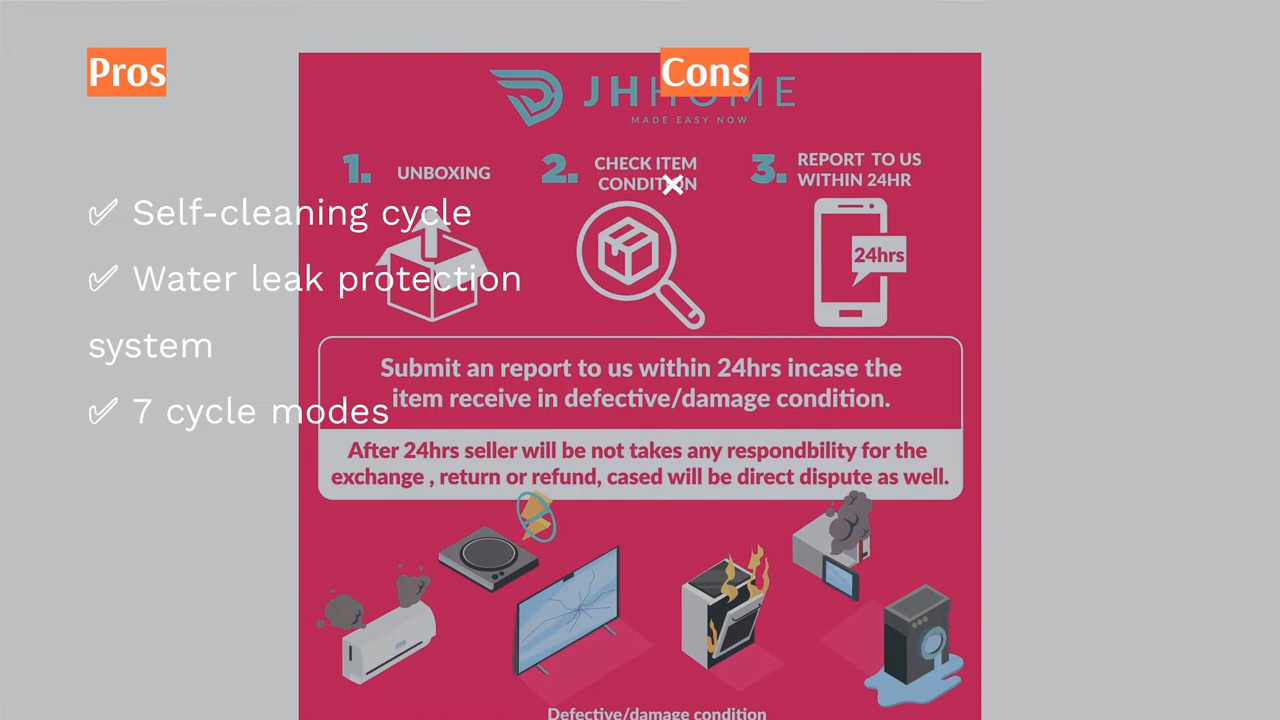 Pros
Cons
JHHOME
MADE EASY NOW
1. UNBOXING
2. CHECK ITEM
CONDITION
3. REPORT TO US
WITHIN 24HR
24hrs
✅ Self-cleaning cycle
✅ Water leak protection
system
✅ 7 cycle modes
❌
Submit an report to us within 24hrs incase the
item receive in defective/damage condition.
After 24hrs seller will be not takes any respondbility for the
exchange , return or refund, cased will be direct dispute as well.
Defective/damage condition